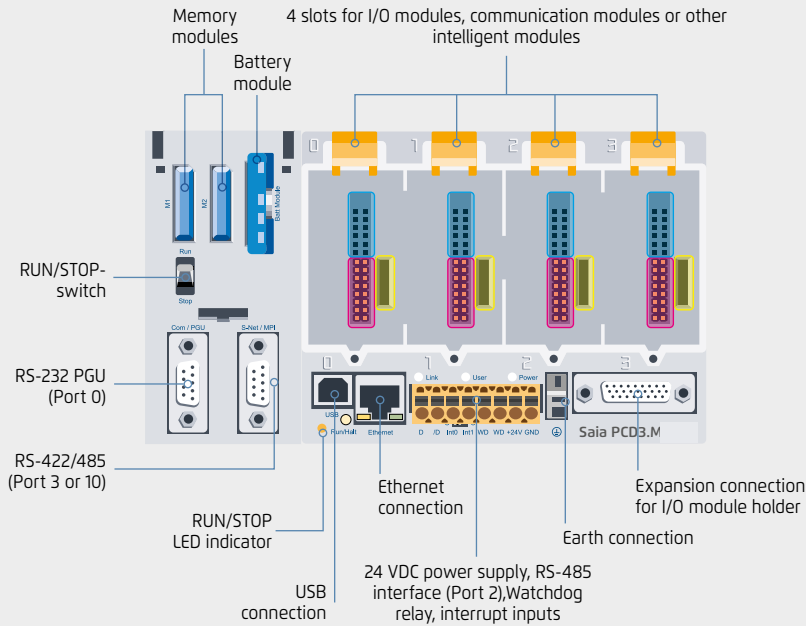 Memory
modules
4 slots for I/O modules, communication modules or other
intelligent modules
Battery
module
0 1 2 3
M1
M2
Batt Module
Run
RUN/STOP-
switch
Stop
Com / PGU
S-Net / MPI
0 1 2 3
Link User Power
RS-232 PGU
(Port 0)
USB
Run/Halt
Ethernet
D /D Int0 Int1 WD WD +24V GND
Saia PCD3.M
RS-422/485
(Port 3 or 10)
Ethernet
connection
Expansion connection
for I/O module holder
RUN/STOP
LED indicator
Earth connection
24 VDC power supply, RS-485
interface (Port 2),Watchdog
relay, interrupt inputs
USB
connection